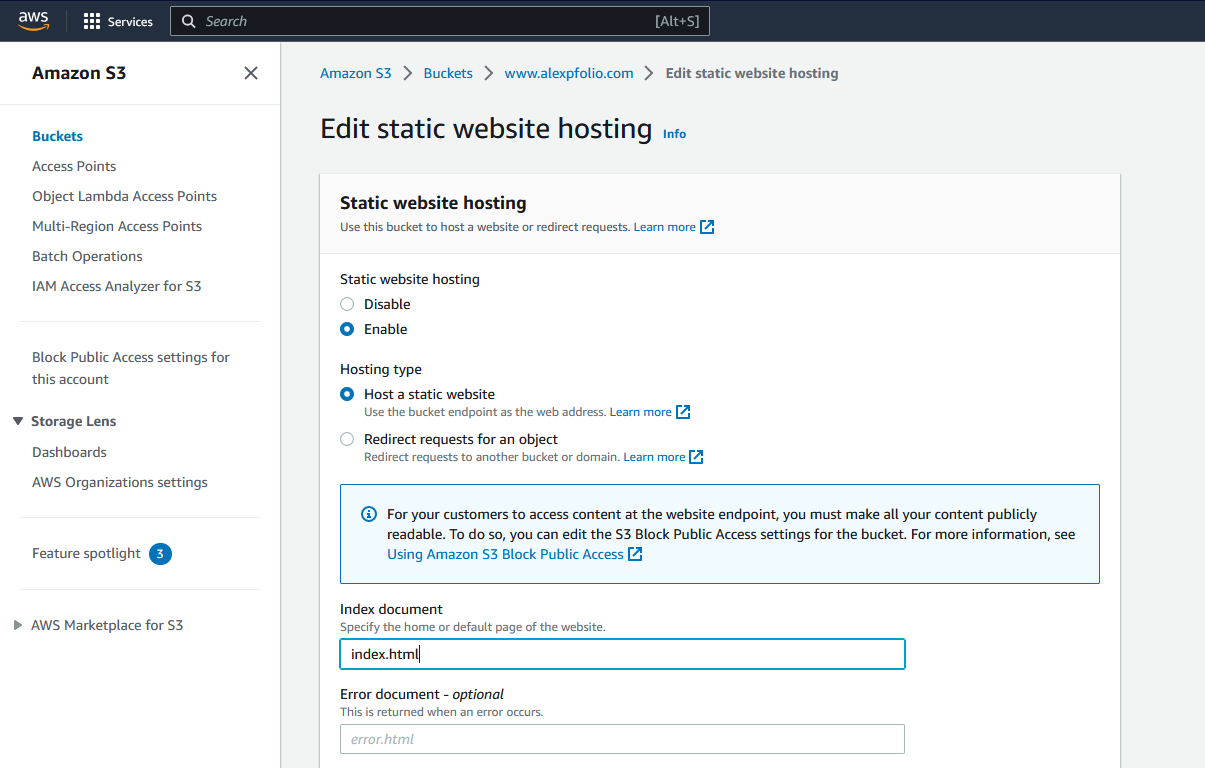 aws
Services
Search
[Alt+S]
Amazon S3
Buckets
Access Points
Object Lambda Access Points
Multi-Region Access Points
Batch Operations
IAM Access Analyzer for S3
Block Public Access settings for
this account
Storage Lens
Dashboards
AWS Organizations settings
Feature spotlight 3
AWS Marketplace for S3
Amazon S3 > Buckets > www.alexpfolio.com > Edit static website hosting
Edit static website hosting Info
Static website hosting
Use this bucket to host a website or redirect requests. Learn more
Static website hosting
Disable
Enable
Hosting type
Host a static website
Use the bucket endpoint as the web address. Learn more
Redirect requests for an object
Redirect requests to another bucket or domain. Learn more
For your customers to access content at the website endpoint, you must make all your content publicly
readable. To do so, you can edit the S3 Block Public Access settings for the bucket. For more information, see
Using Amazon S3 Block Public Access
Index document
Specify the home or default page of the website.
index.html
Error document - optional
This is returned when an error occurs.
error.html